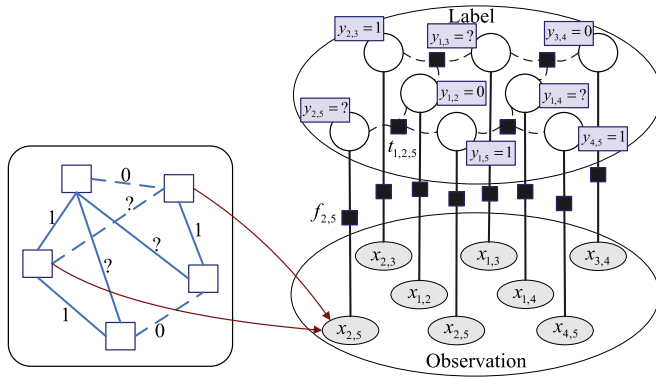 Label
y2,3 = 1
y1,3 = ?
y3,4 = 0
y2,5 = ?
y1,2 = 0
y1,4 = ?
t1,2,5
y1,5 = 1
y4,5 = 1
f2,5
x2,3
x1,3
x3,4
x1,2
x1,4
x2,5
x2,5
x4,5
Observation
0
?
1
1
?
?
1
0